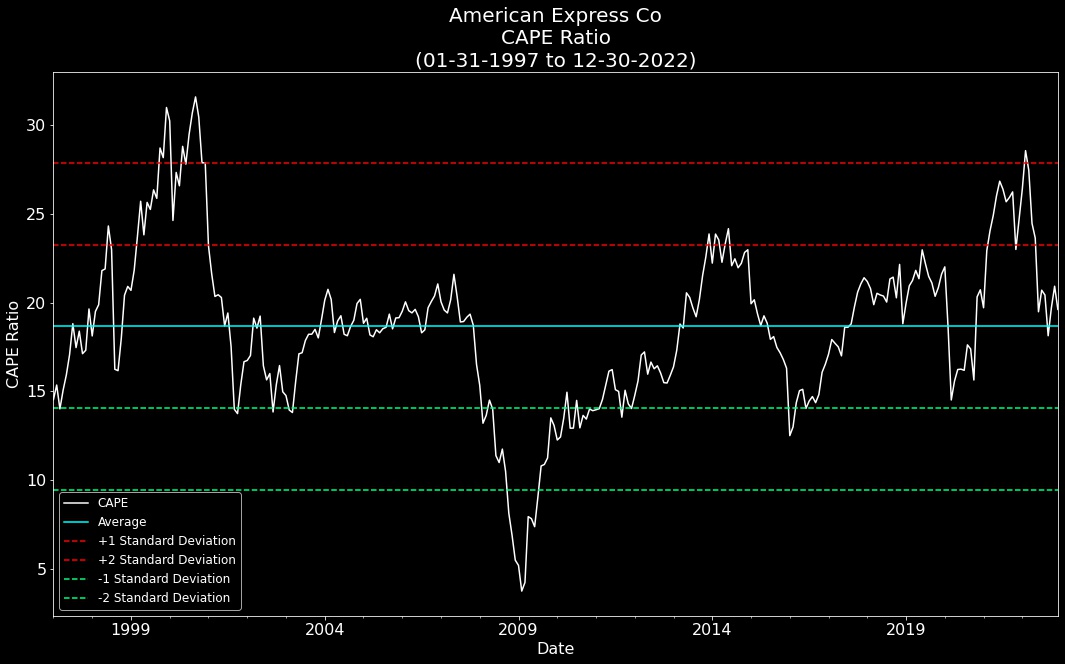 American Express Co
CAPE Ratio
(01-31-1997 to 12-30-2022)
CAPE Ratio
30
25
20
15
10
5
CAPE
Average
+1 Standard Deviation
+2 Standard Deviation
-1 Standard Deviation
-2 Standard Deviation
1999 2004 2009 2014 2019
Date